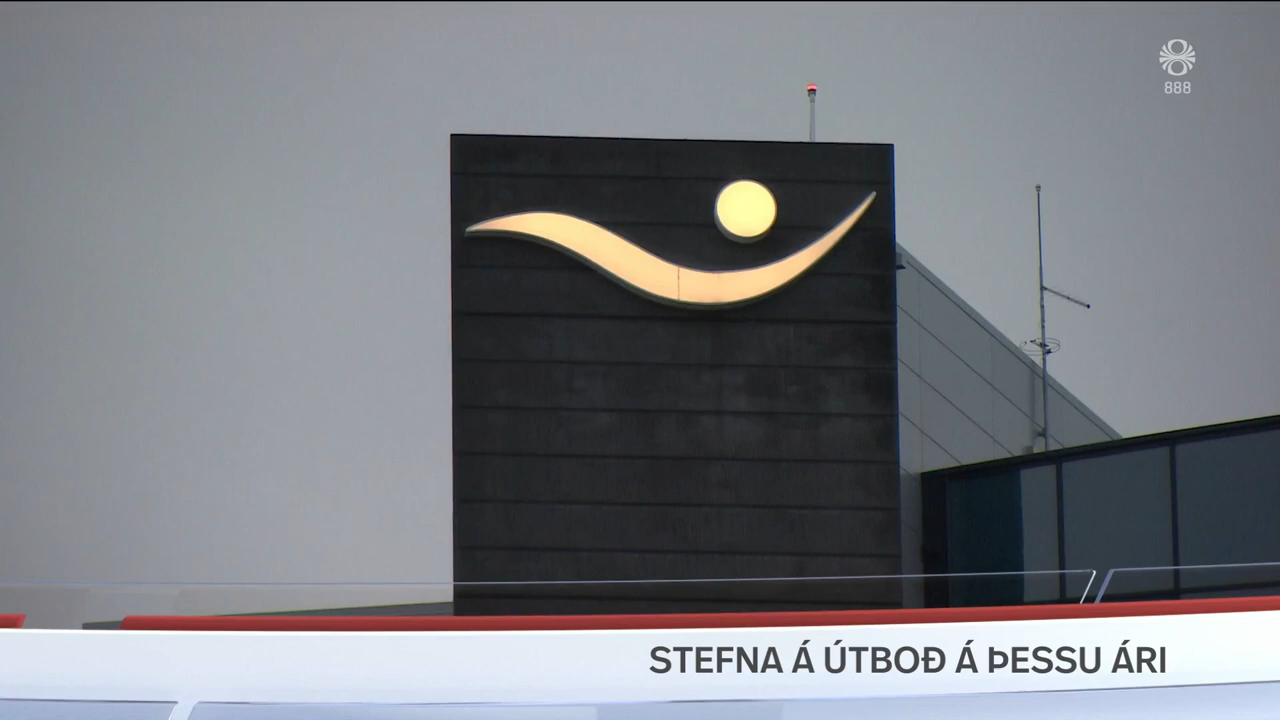 888
STEFNA Á ÚTBOÐ Á ÞESSU ÁRI